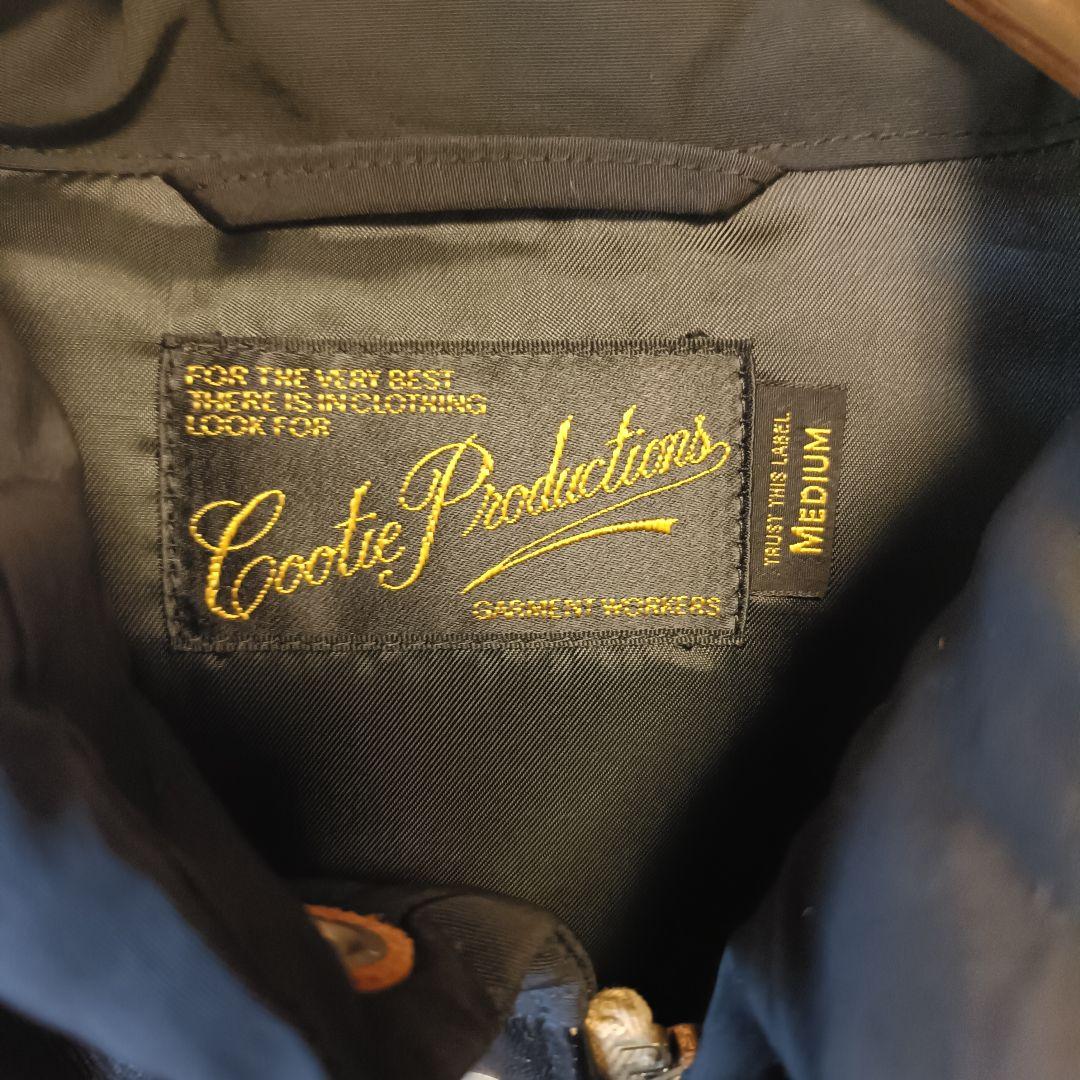 FOR THE VERY BEST
THERE IS IN CLOTHING
LOOK FOR
Cootie Productions
GARMENT WORKERS
TRUST THIS LABEL
MEDIUM